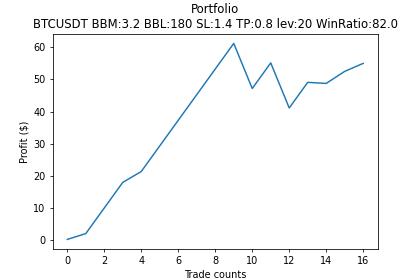 Portfolio
BTCUSDT BBM:3.2 BBL:180 SL:1.4 TP:0.8 lev:20 WinRatio:82.0
60
50
40
30
20
10
0
Profit ($)
0 2 4 6 8 10 12 14 16
Trade counts